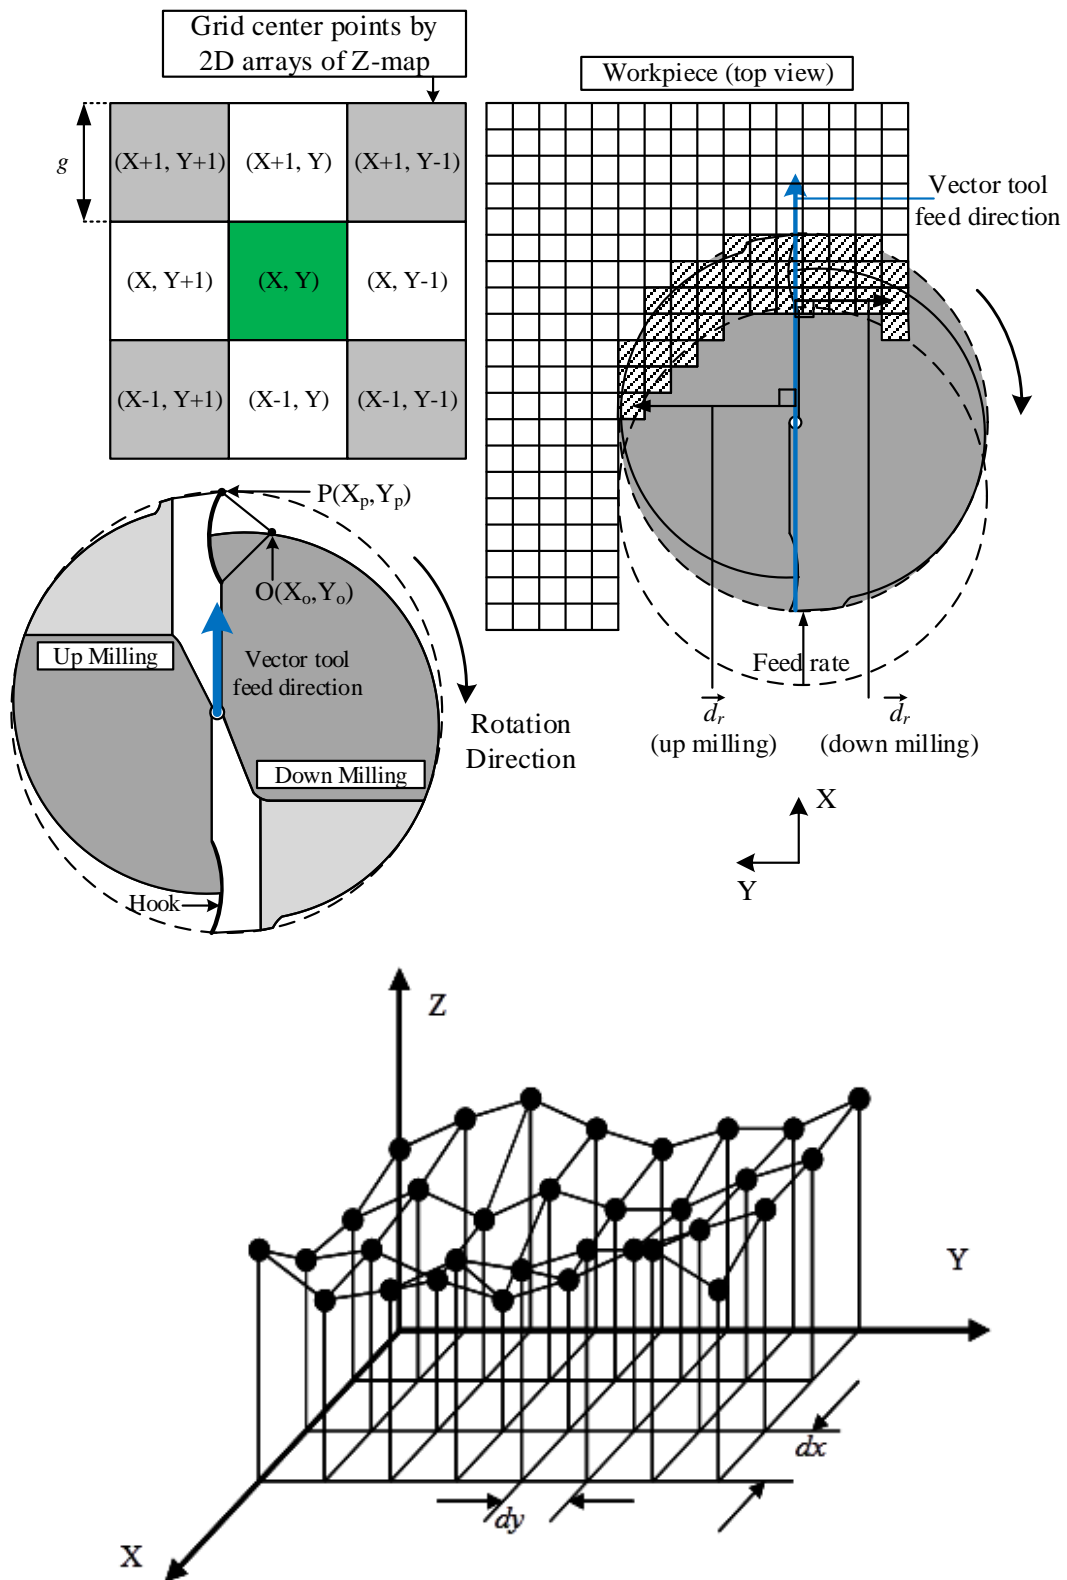 Grid center points by
2D arrays of Z-map
Workpiece (top view)
g
(X+1, Y+1)
(X+1, Y)
(X+1, Y-1)
(X, Y+1)
(X, Y)
(X, Y-1)
(X-1, Y+1)
(X-1, Y)
(X-1, Y-1)
Vector tool
feed direction
P(Xp,Yp)
O(Xo,Yo)
Up Milling
Vector tool
feed direction
Down Milling
Rotation
Direction
Hook
Feed rate
dr
(up milling)
dr
(down milling)
X
Y
Z
Y
X
dx
dy